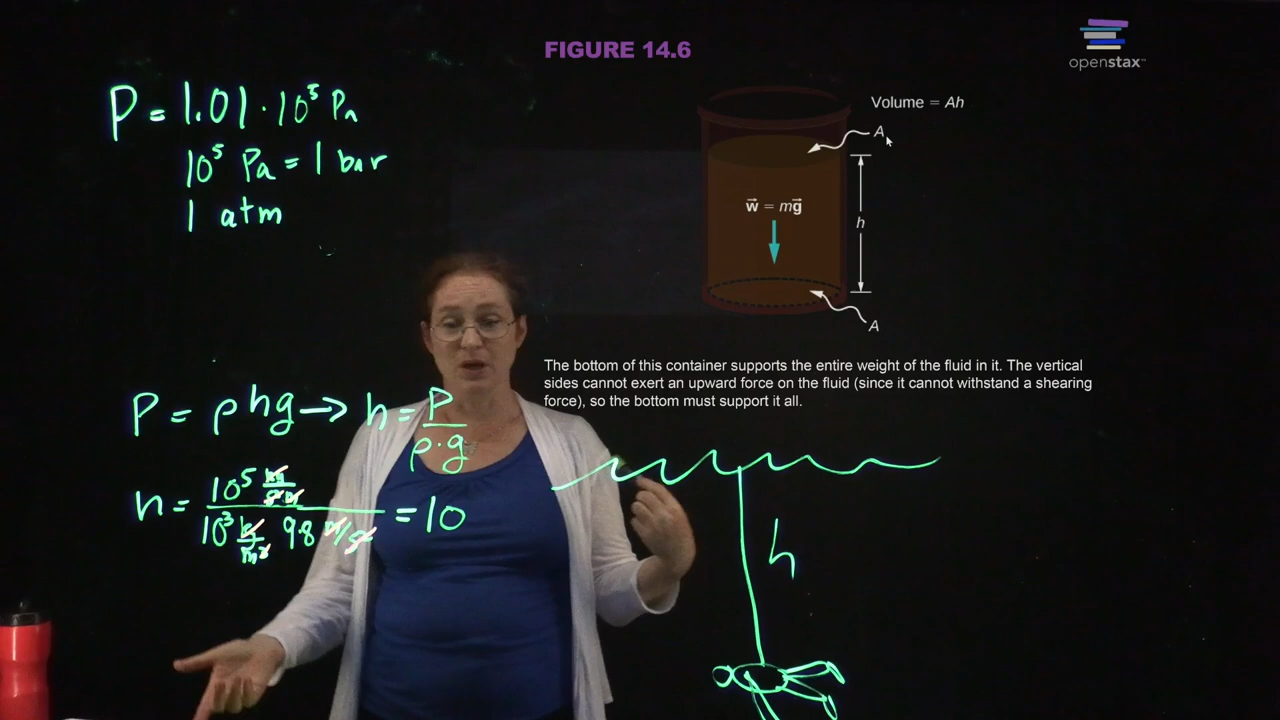 FIGURE 14.6
openstax™
P = 1.01 · 10⁵ Pa
10⁵ Pa = 1 bar
1 atm
Volume = Ah
A
w⃗ = mg⃗
h
A
The bottom of this container supports the entire weight of the fluid in it. The vertical
sides cannot exert an upward force on the fluid (since it cannot withstand a shearing
force), so the bottom must support it all.
P = ρhg → h = P/ρ·g
h = 10⁵ / 10³ 9.8 m/s² = 10
h